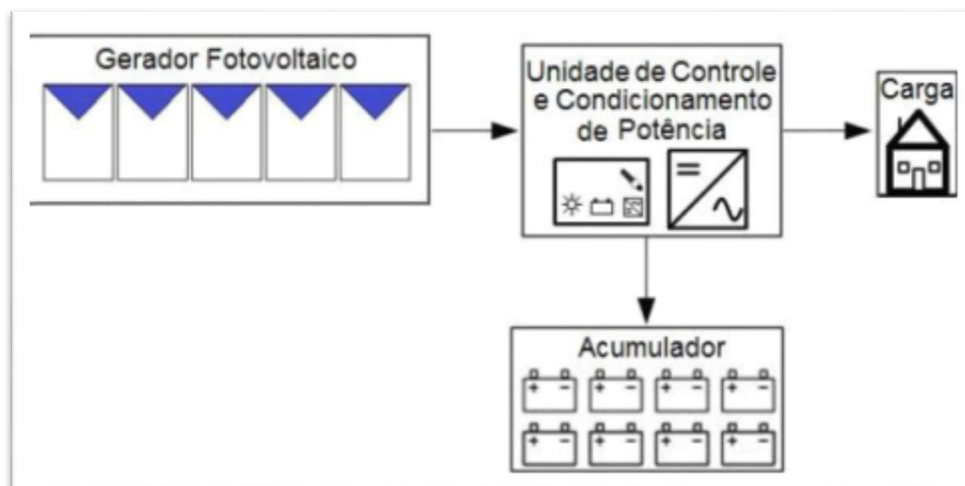 Gerador Fotovoltaico
Unidade de Controle
e Condicionamento
de Potência
Carga
Acumulador
+ - + - + - + -
+ - + - + - + -